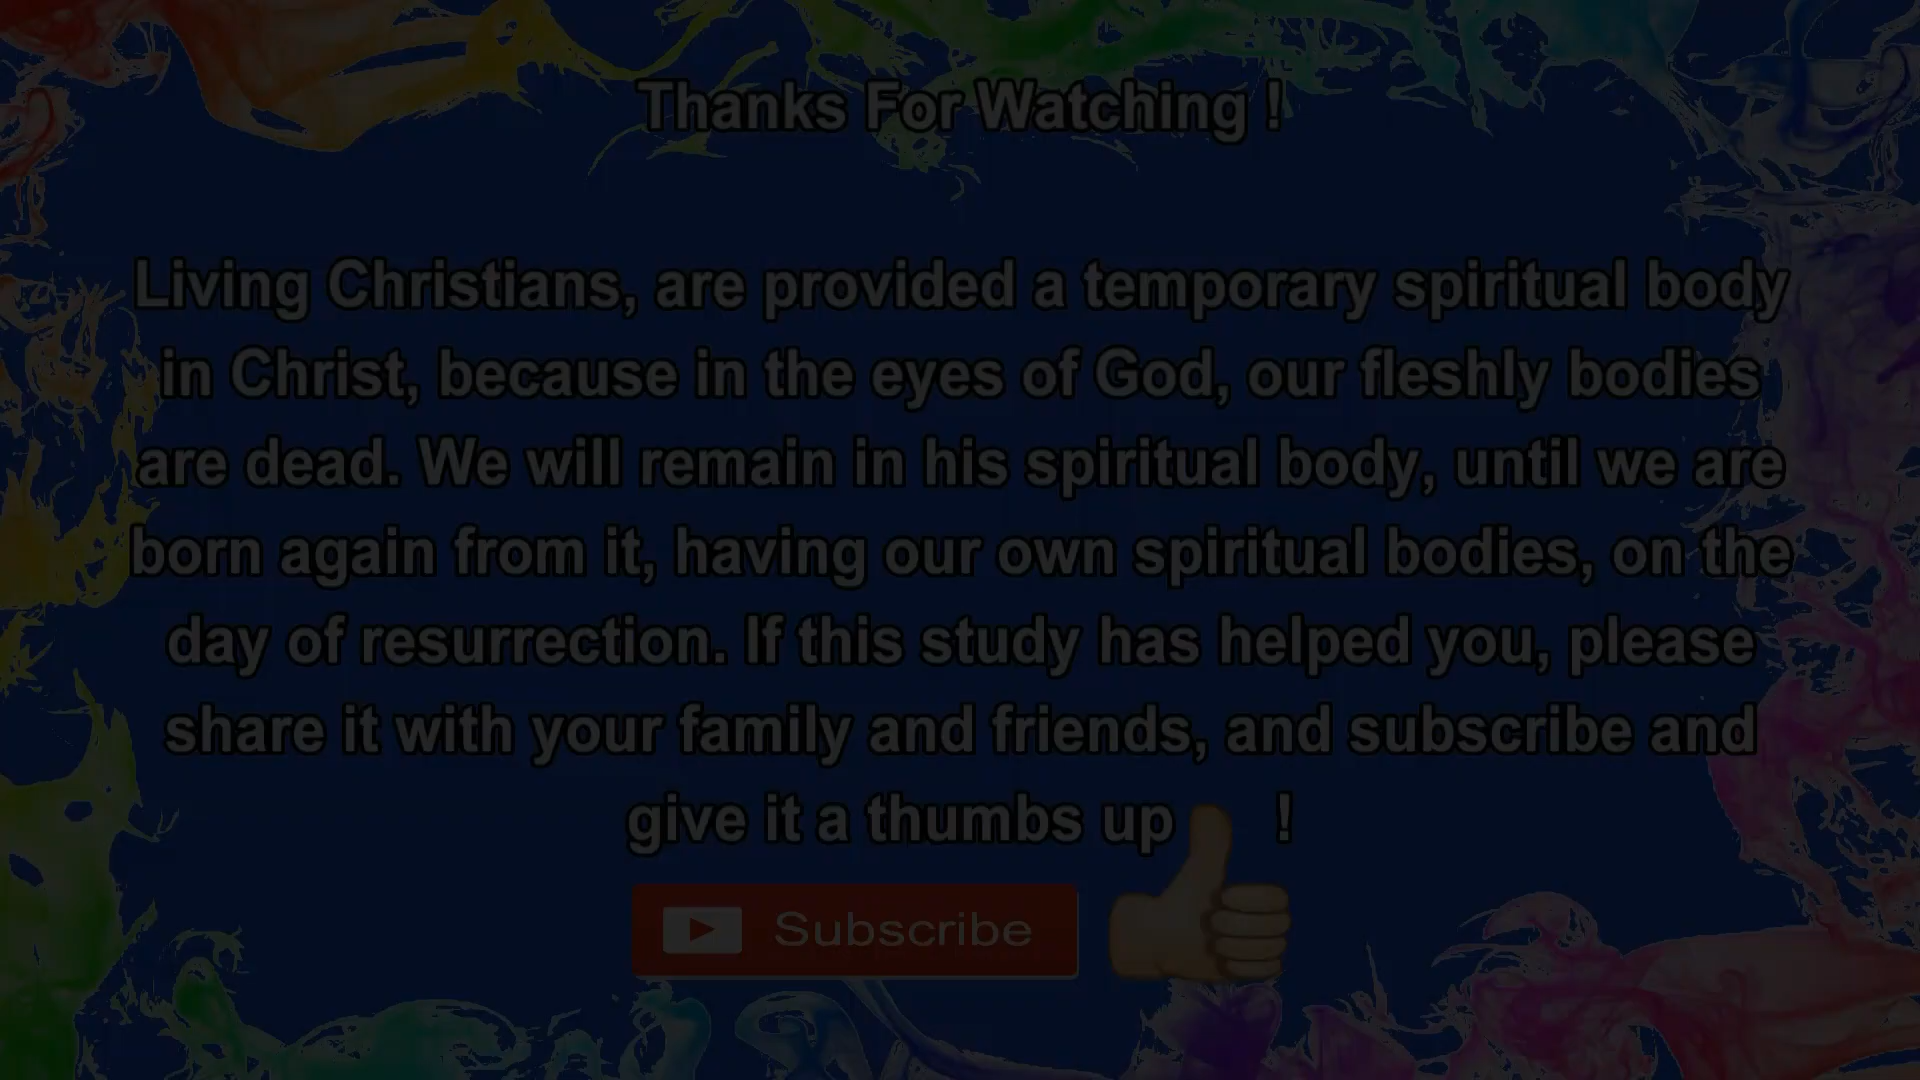 Thanks For Watching !
Living Christians, are provided a temporary spiritual body
in Christ, because in the eyes of God, our fleshly bodies
are dead. We will remain in his spiritual body, until we are
born again from it, having our own spiritual bodies, on the
day of resurrection. If this study has helped you, please
share it with your family and friends, and subscribe and
give it a thumbs up !
Subscribe